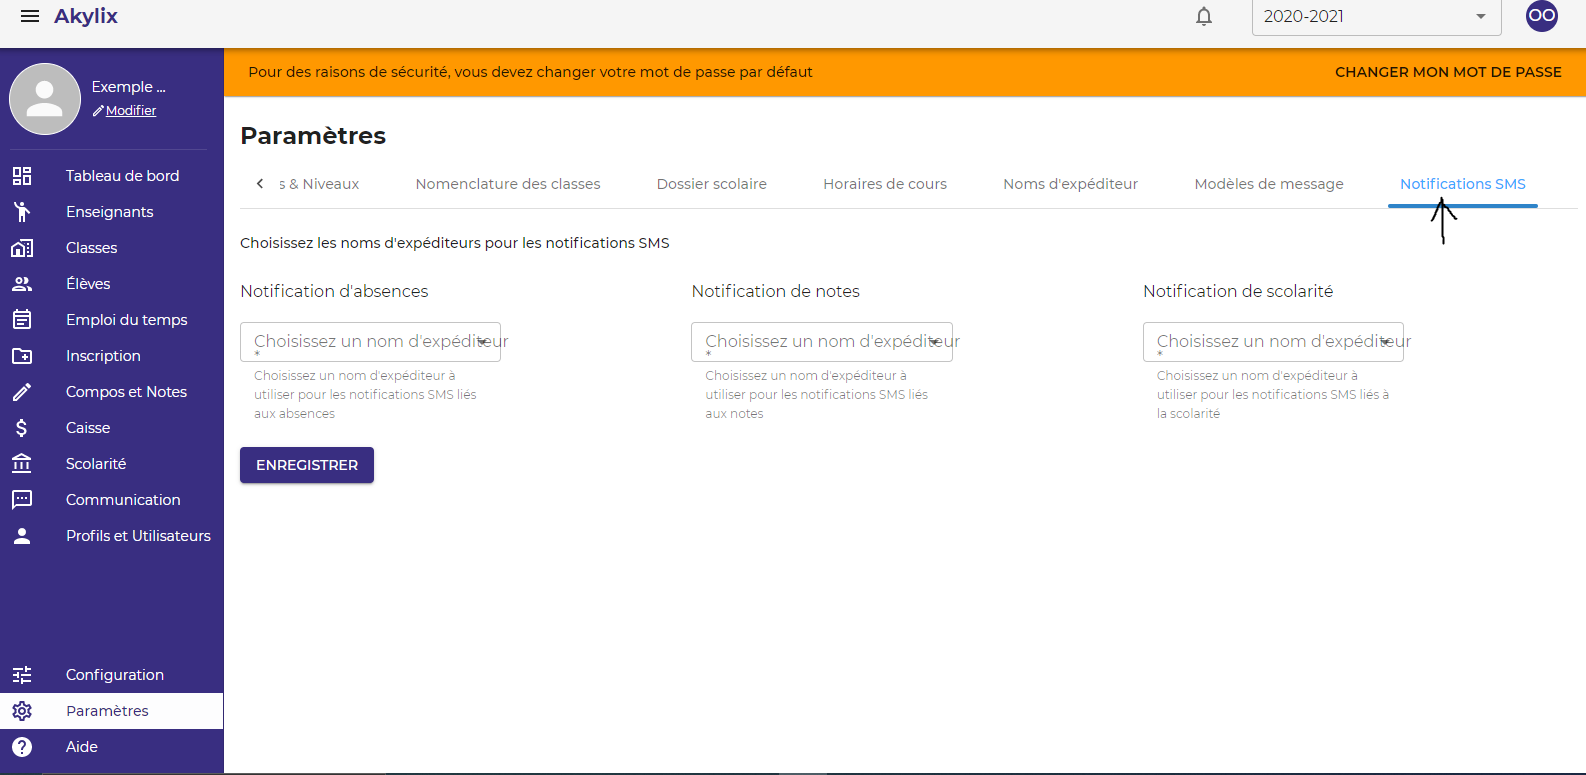 Akylix
2020-2021
OO
Pour des raisons de sécurité, vous devez changer votre mot de passe par défaut
CHANGER MON MOT DE PASSE
Exemple ...
Modifier
Tableau de bord
Enseignants
Classes
Élèves
Emploi du temps
Inscription
Compos et Notes
Caisse
Scolarité
Communication
Profils et Utilisateurs
Configuration
Paramètres
Aide
Paramètres
s & Niveaux
Nomenclature des classes
Dossier scolaire
Horaires de cours
Noms d'expéditeur
Modèles de message
Notifications SMS
Choisissez les noms d'expéditeurs pour les notifications SMS
Notification d'absences
Choisissez un nom d'expéditeur
*
Choisissez un nom d'expéditeur à
utiliser pour les notifications SMS liés
aux absences
Notification de notes
Choisissez un nom d'expéditeur
*
Choisissez un nom d'expéditeur à
utiliser pour les notifications SMS liés
aux notes
Notification de scolarité
Choisissez un nom d'expéditeur
*
Choisissez un nom d'expéditeur à
utiliser pour les notifications SMS liés à
la scolarité
ENREGISTRER